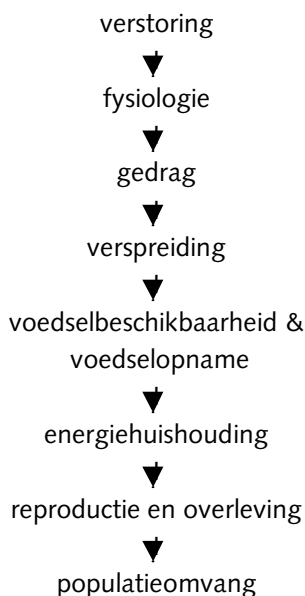 verstoring
fysiologie
gedrag
verspreiding
voedselbeschikbaarheid &
voedselopname
energiehuishouding
reproductie en overleving
populatieomvang